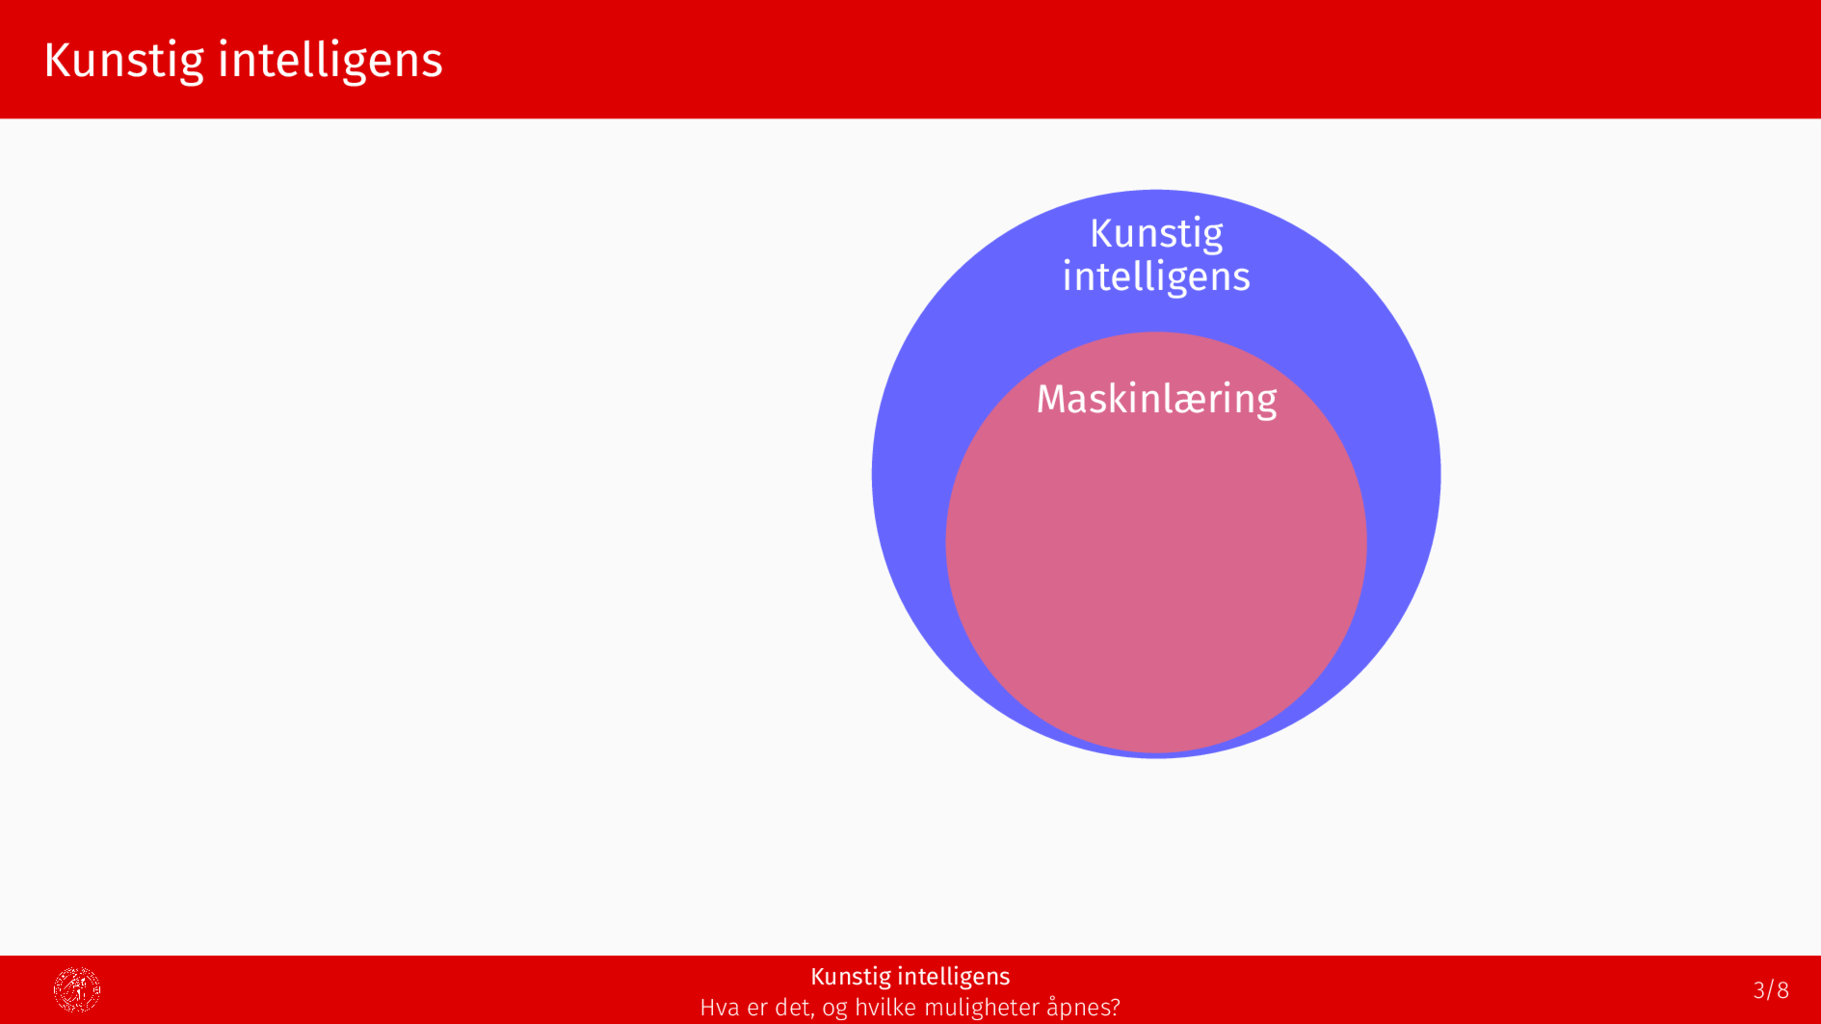 Kunstig intelligens
Kunstig
intelligens
Maskinlæring
Kunstig intelligens
Hva er det, og hvilke muligheter åpnes?
3/8